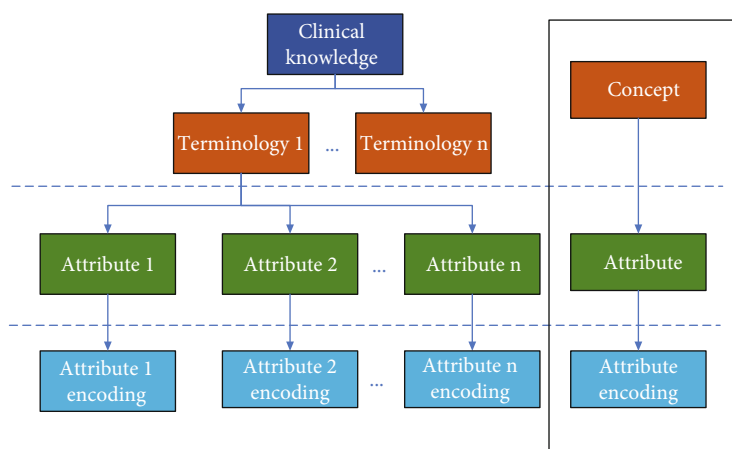 Clinical
knowledge
Concept
Terminology 1
...
Terminology n
Attribute 1
Attribute 2
...
Attribute n
Attribute
Attribute 1
encoding
Attribute 2
encoding
...
Attribute n
encoding
Attribute
encoding